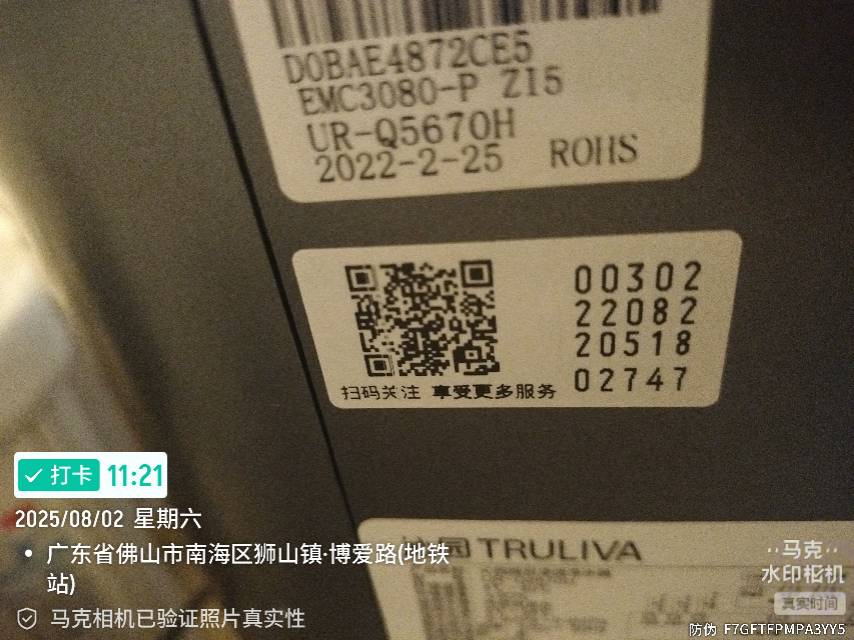 D0BAE4872CE5
EMC3080-P Z15
UR-Q5670H
2022-2-25 ROHS
00302
22082
20518
02747
扫码关注 享受更多服务
TRULIVA
打卡 11:21
2025/08/02 星期六
广东省佛山市南海区狮山镇·博爱路(地铁
站)
马克相机已验证照片真实性
马克
水印相机
真实时间
防伪 F7GFTFPMPA3YY5